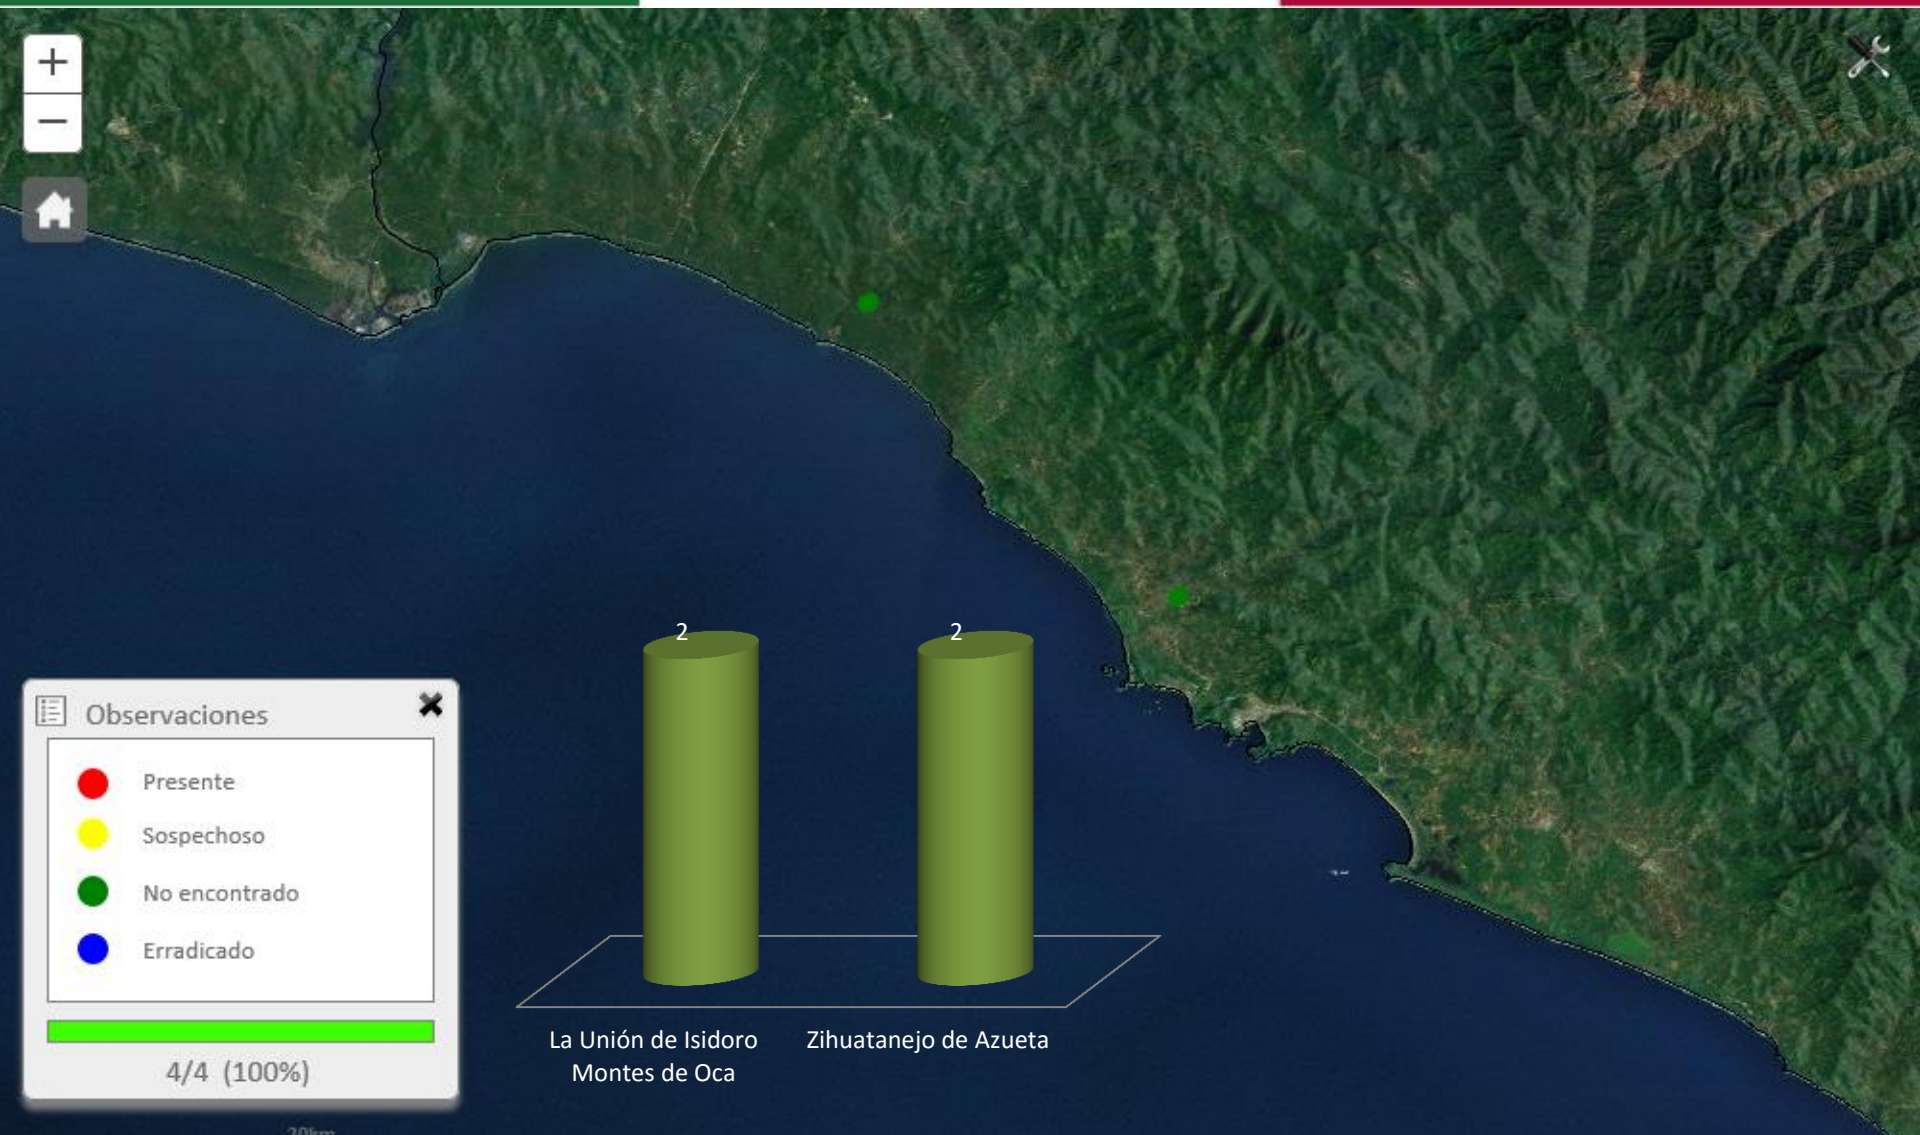 +
−
2
2
Observaciones
Presente
Sospechoso
No encontrado
Erradicado
4/4 (100%)
La Unión de Isidoro
Montes de Oca
Zihuatanejo de Azueta
20km